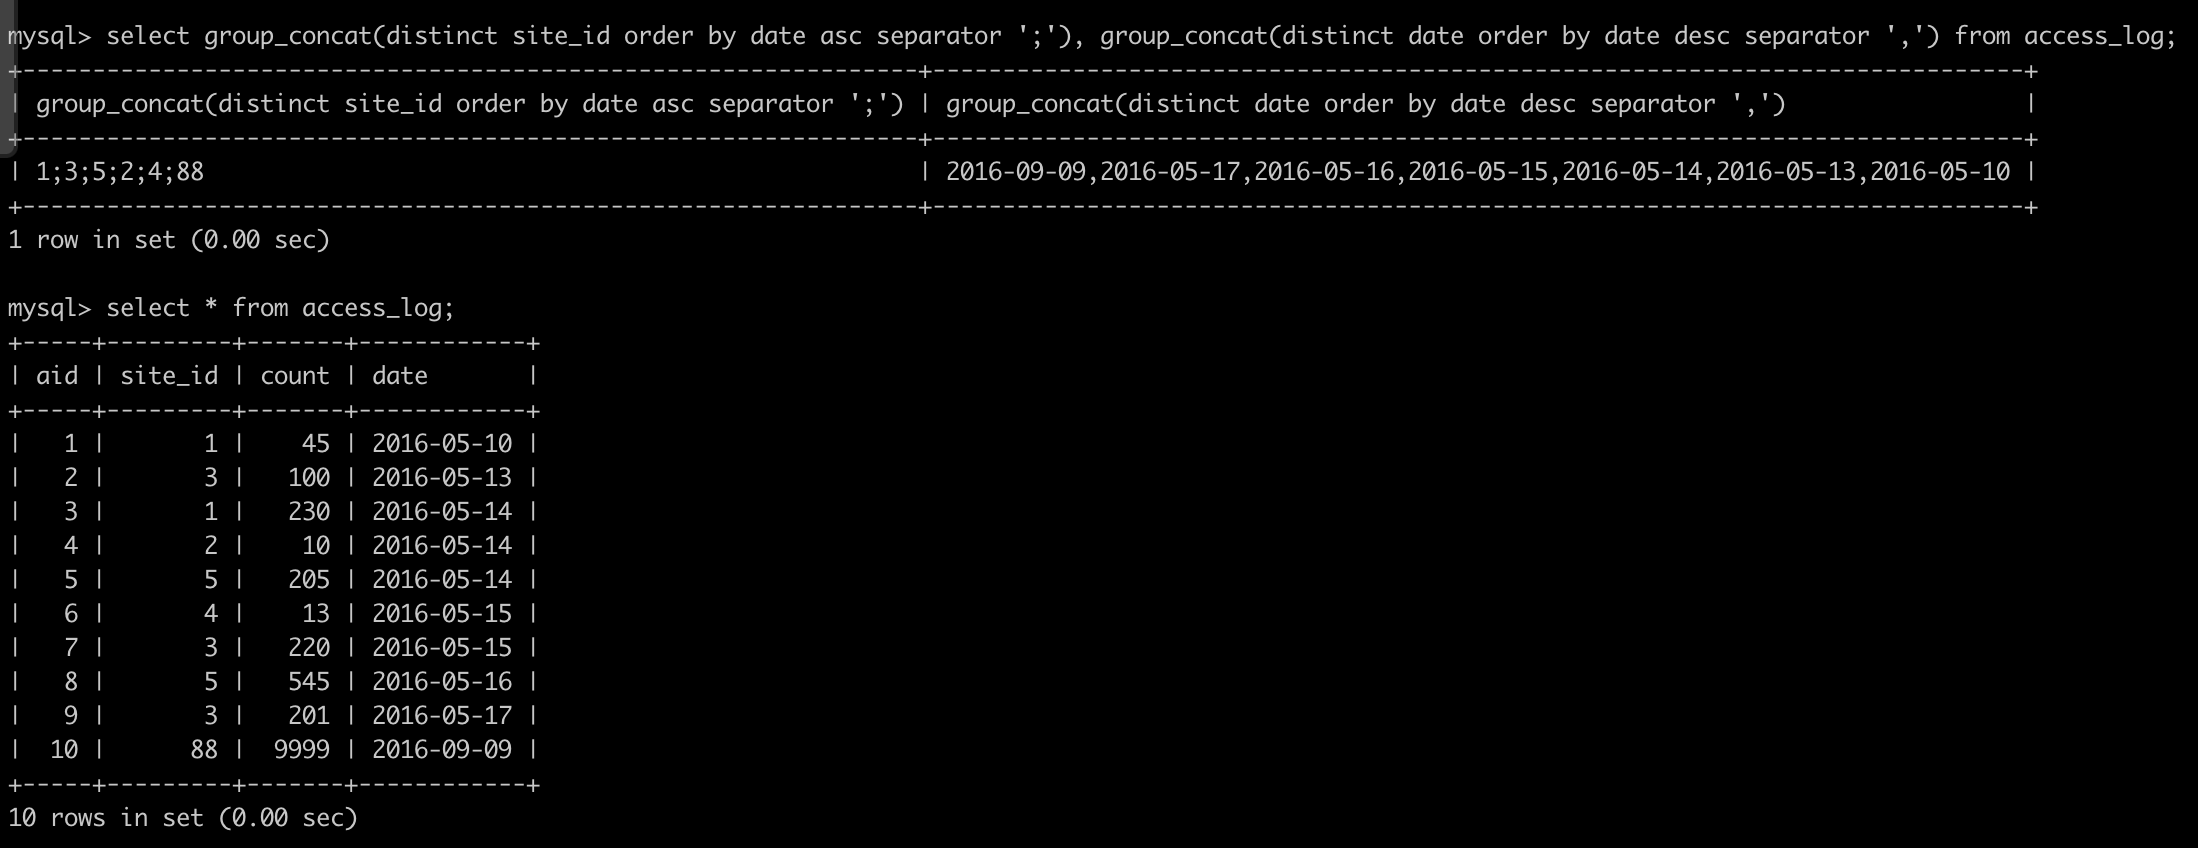 mysql> select group_concat(distinct site_id order by date asc separator ';'), group_concat(distinct date order by date desc separator ',') from access_log;
+----------------------------------------------------------------+------------------------------------------------------------------------------+
| group_concat(distinct site_id order by date asc separator ';') | group_concat(distinct date order by date desc separator ',')                 |
+----------------------------------------------------------------+------------------------------------------------------------------------------+
| 1;3;5;2;4;88                                                   | 2016-09-09,2016-05-17,2016-05-16,2016-05-15,2016-05-14,2016-05-13,2016-05-10 |
+----------------------------------------------------------------+------------------------------------------------------------------------------+
1 row in set (0.00 sec)

mysql> select * from access_log;
+-----+---------+-------+------------+
| aid | site_id | count | date       |
+-----+---------+-------+------------+
|   1 |       1 |    45 | 2016-05-10 |
|   2 |       3 |   100 | 2016-05-13 |
|   3 |       1 |   230 | 2016-05-14 |
|   4 |       2 |    10 | 2016-05-14 |
|   5 |       5 |   205 | 2016-05-14 |
|   6 |       4 |    13 | 2016-05-15 |
|   7 |       3 |   220 | 2016-05-15 |
|   8 |       5 |   545 | 2016-05-16 |
|   9 |       3 |   201 | 2016-05-17 |
|  10 |      88 |  9999 | 2016-09-09 |
+-----+---------+-------+------------+
10 rows in set (0.00 sec)